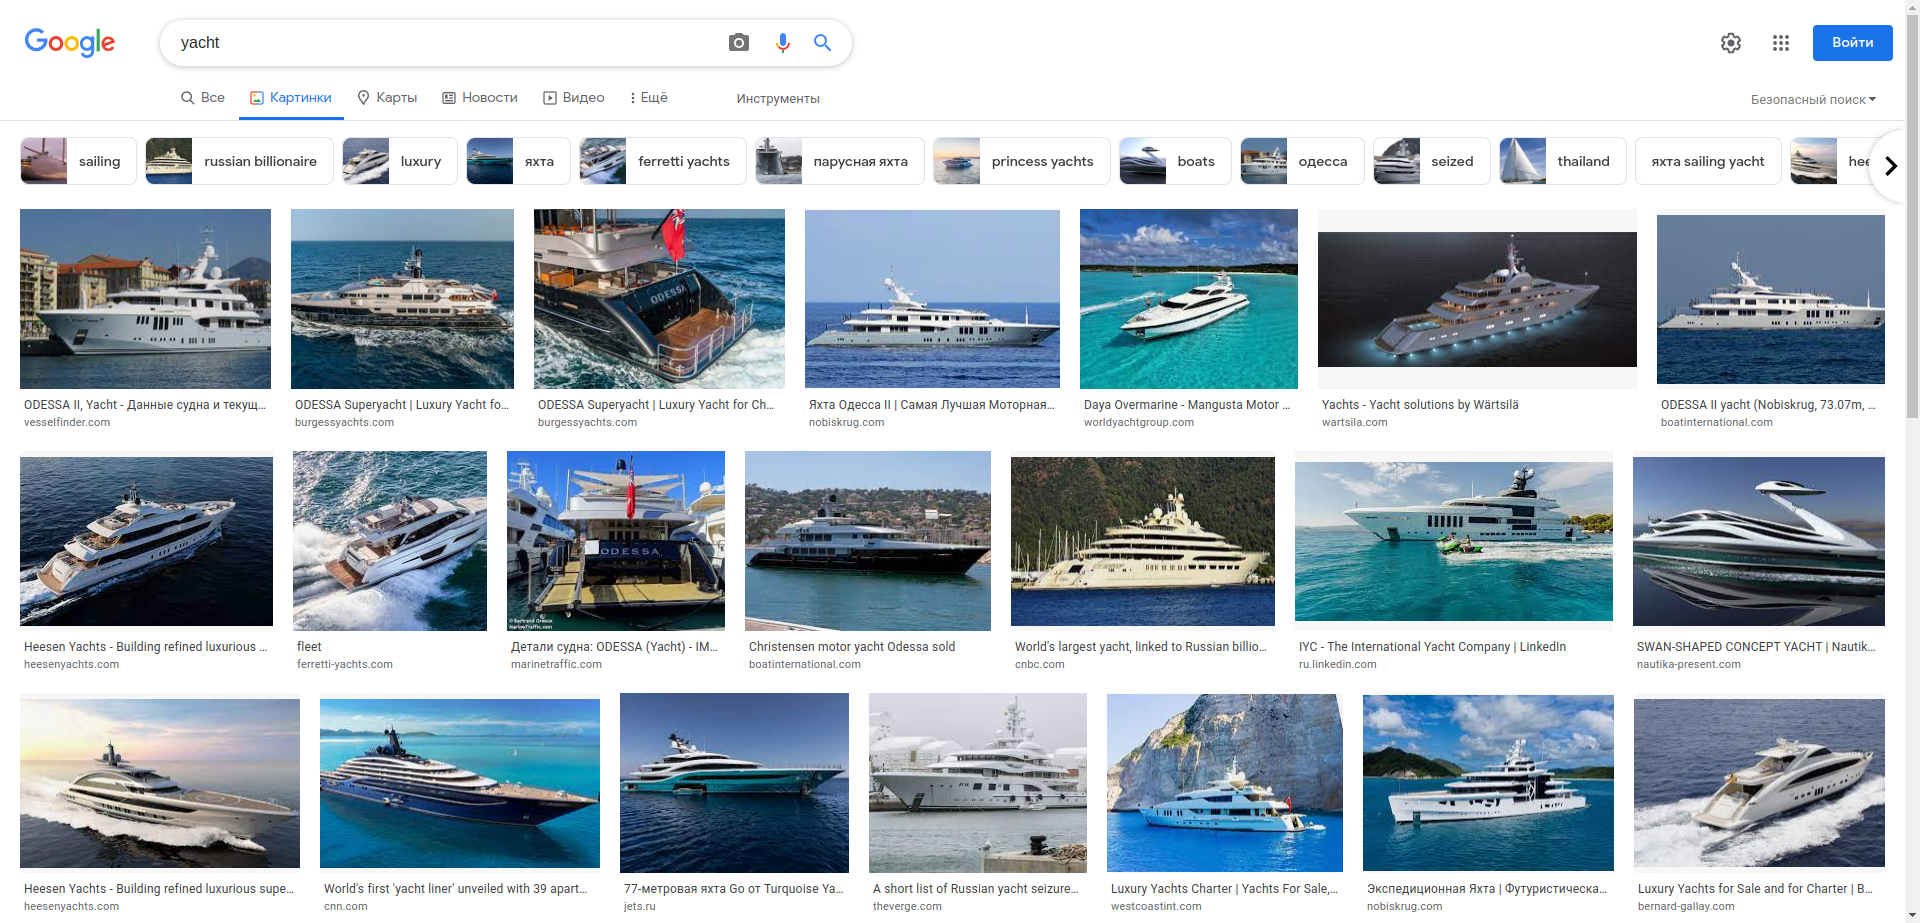 Google
yacht
Войти
Все
Картинки
Карты
Новости
Видео
Ещё
Инструменты
Безопасный поиск
sailing
russian billionaire
luxury
яхта
ferretti yachts
парусная яхта
princess yachts
boats
одесса
seized
thailand
яхта sailing yacht
hee
ODESSA
ODESSA II, Yacht - Данные судна и текущ...
vesselfinder.com
ODESSA Superyacht | Luxury Yacht fo...
burgessyachts.com
ODESSA Superyacht | Luxury Yacht for Ch...
burgessyachts.com
Яхта Одесса II | Самая Лучшая Моторная...
nobiskrug.com
Daya Overmarine - Mangusta Motor ...
worldyachtgroup.com
Yachts - Yacht solutions by Wärtsilä
wartsila.com
ODESSA II yacht (Nobiskrug, 73.07m, ...
boatinternational.com
ODESSA
© Bertrand Greaux
MarineTraffic.com
Heesen Yachts - Building refined luxurious ...
heesenyachts.com
fleet
ferretti-yachts.com
Детали судна: ODESSA (Yacht) - IM...
marinetraffic.com
Christensen motor yacht Odessa sold
boatinternational.com
World's largest yacht, linked to Russian billio...
cnbc.com
IYC - The International Yacht Company | LinkedIn
ru.linkedin.com
SWAN-SHAPED CONCEPT YACHT | Nautik...
nautika-present.com
Heesen Yachts - Building refined luxurious supe...
heesenyachts.com
World's first 'yacht liner' unveiled with 39 apart...
cnn.com
77-метровая яхта Go от Turquoise Ya...
jets.ru
A short list of Russian yacht seizure...
theverge.com
Luxury Yachts Charter | Yachts For Sale,...
westcoastint.com
Экспедиционная Яхта | Футуристическа...
nobiskrug.com
Luxury Yachts for Sale and for Charter | B...
bernard-gallay.com